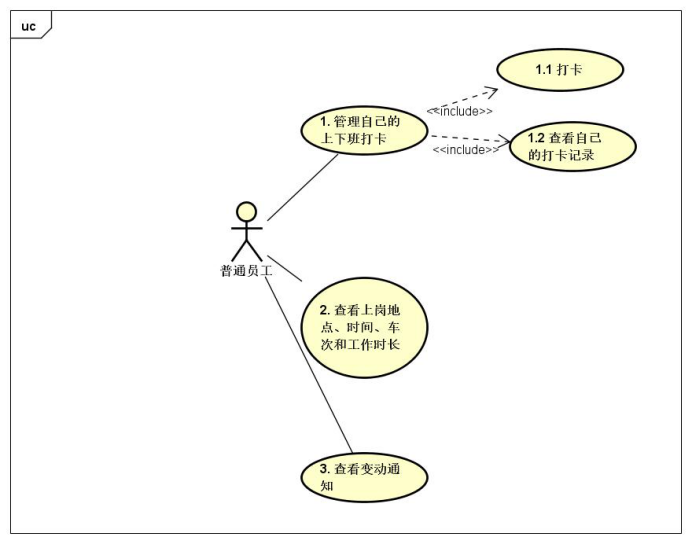 uc
1.1 打卡
<<include>>
1. 管理自己的
上下班打卡
1.2 查看自己
的打卡记录
<<include>>
普通员工
2. 查看上岗地
点、时间、车
次和工作时长
3. 查看变动通
知